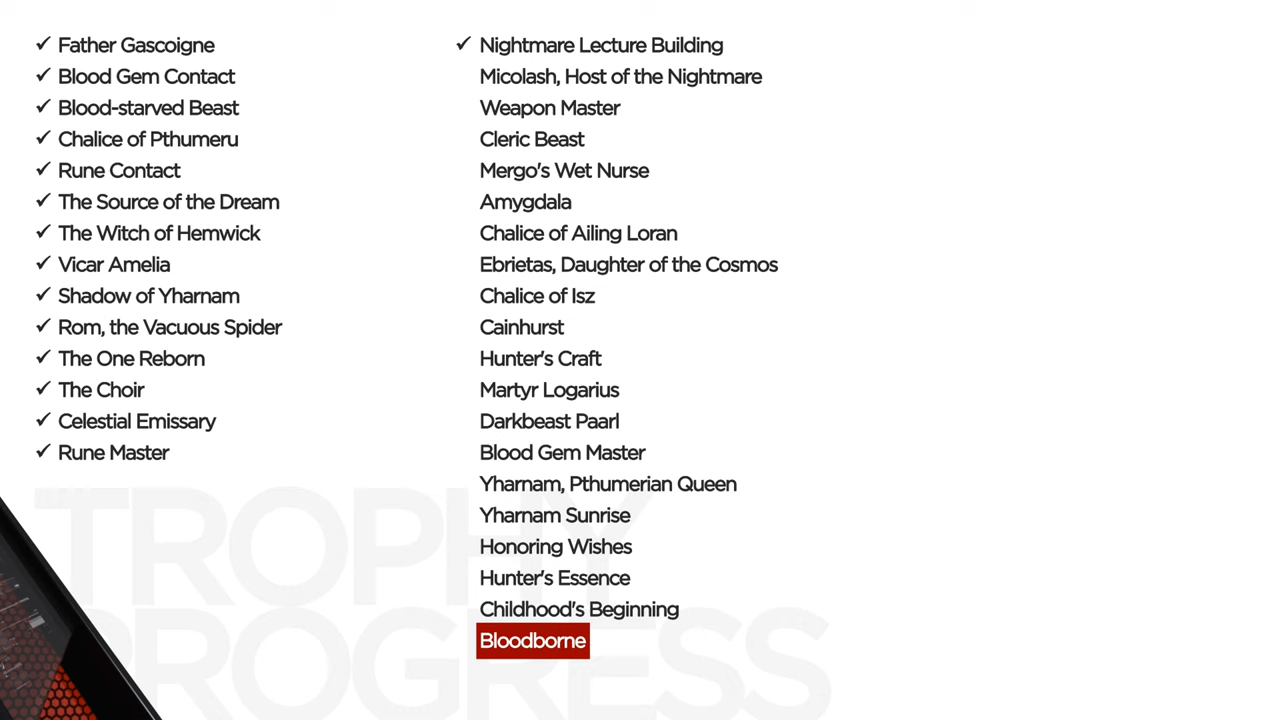 ✓ Father Gascoigne
✓ Blood Gem Contact
✓ Blood-starved Beast
✓ Chalice of Pthumeru
✓ Rune Contact
✓ The Source of the Dream
✓ The Witch of Hemwick
✓ Vicar Amelia
✓ Shadow of Yharnam
✓ Rom, the Vacuous Spider
✓ The One Reborn
✓ The Choir
✓ Celestial Emissary
✓ Rune Master
✓ Nightmare Lecture Building
Micolash, Host of the Nightmare
Weapon Master
Cleric Beast
Mergo's Wet Nurse
Amygdala
Chalice of Ailing Loran
Ebrietas, Daughter of the Cosmos
Chalice of Isz
Cainhurst
Hunter's Craft
Martyr Logarius
Darkbeast Paarl
Blood Gem Master
Yharnam, Pthumerian Queen
Yharnam Sunrise
Honoring Wishes
Hunter's Essence
Childhood's Beginning
Bloodborne
TROPHY
PROGRESS